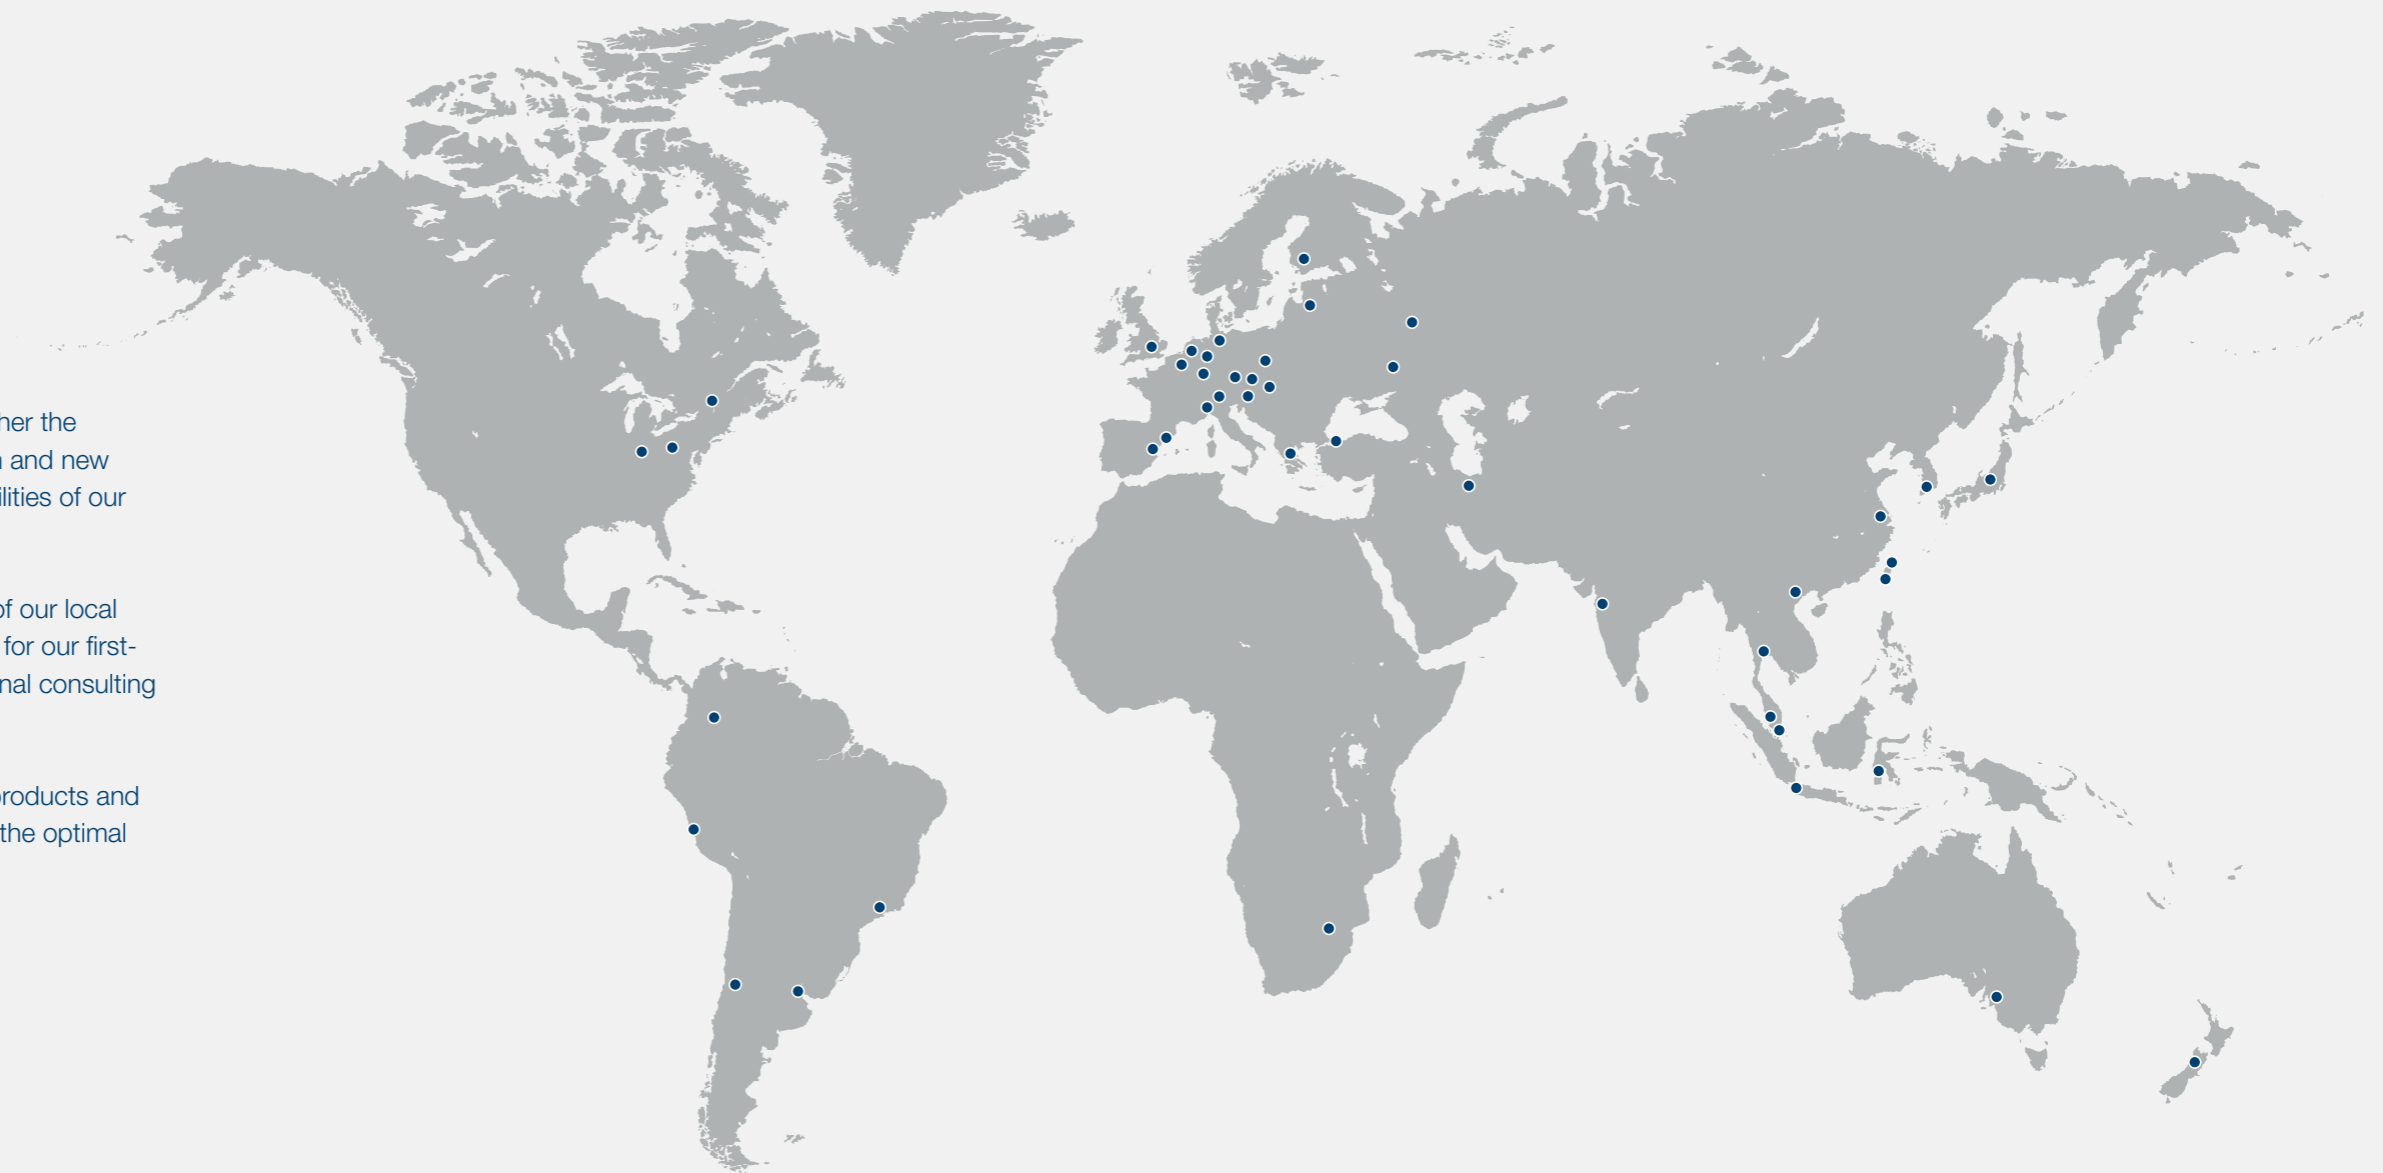 her the
and new
ilities of our
of our local
for our first-
nal consulting
products and
the optimal